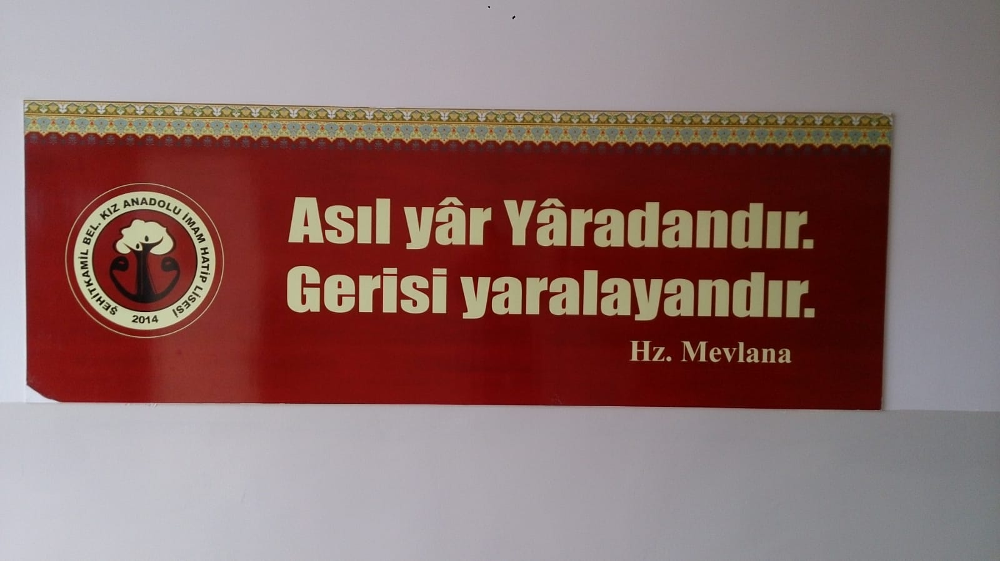 ŞEHİTKAMİL BEL. KIZ ANADOLU İMAM HATİP LİSESİ
2014
Asıl yâr Yâradandır.
Gerisi yaralayandır.
Hz. Mevlana